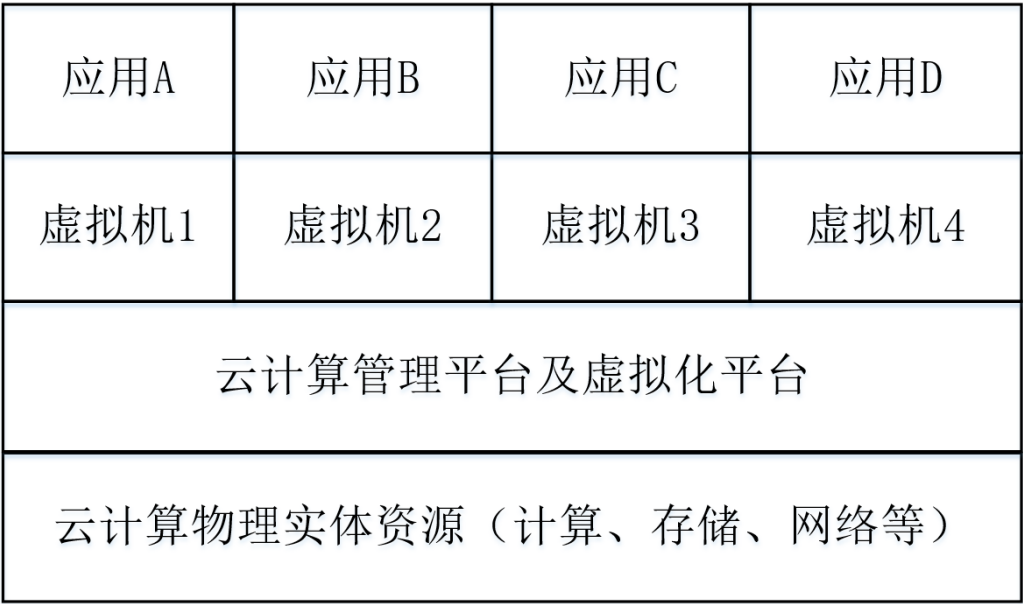 应用A 应用B 应用C 应用D
虚拟机1 虚拟机2 虚拟机3 虚拟机4
云计算管理平台及虚拟化平台
云计算物理实体资源（计算、存储、网络等）